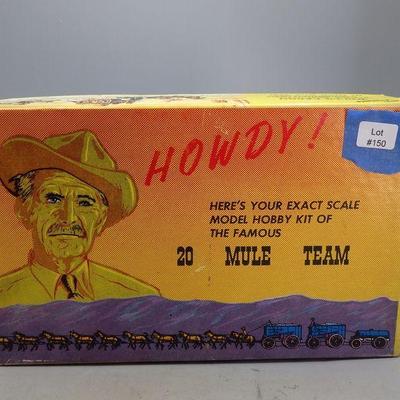 HOWDY!
Lot
#150
HERE'S YOUR EXACT SCALE
MODEL HOBBY KIT OF
THE FAMOUS
20 MULE TEAM